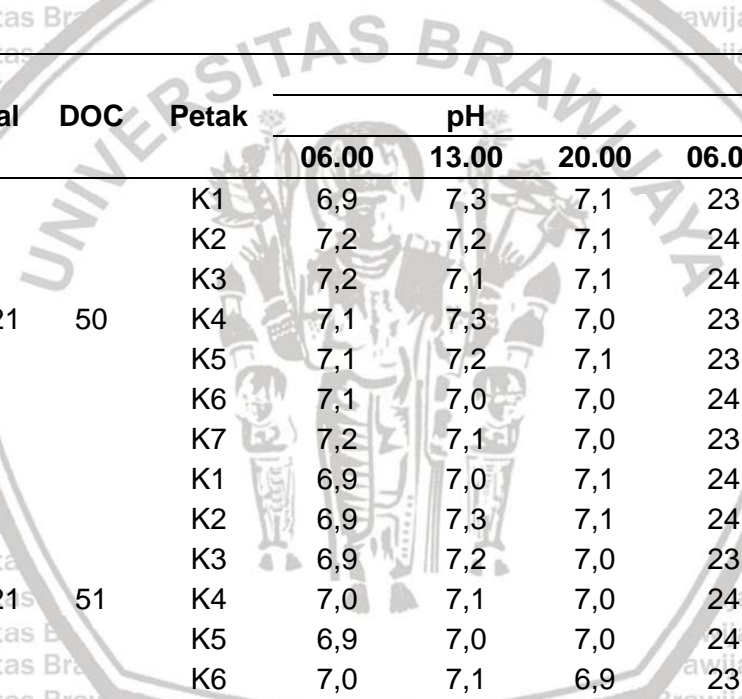 UNIVERSITAS BRAWIJAYA
al DOC Petak pH
06.00 13.00 20.00 06.0
K1 6,9 7,3 7,1 23
K2 7,2 7,2 7,1 24
K3 7,2 7,1 7,1 24
21 50 K4 7,1 7,3 7,0 23
K5 7,1 7,2 7,1 23
K6 7,1 7,0 7,0 24
K7 7,2 7,1 7,0 23
K1 6,9 7,0 7,1 24
K2 6,9 7,3 7,1 24
K3 6,9 7,2 7,0 23
21 51 K4 7,0 7,1 7,0 24
K5 6,9 7,0 7,0 24
K6 7,0 7,1 6,9 23